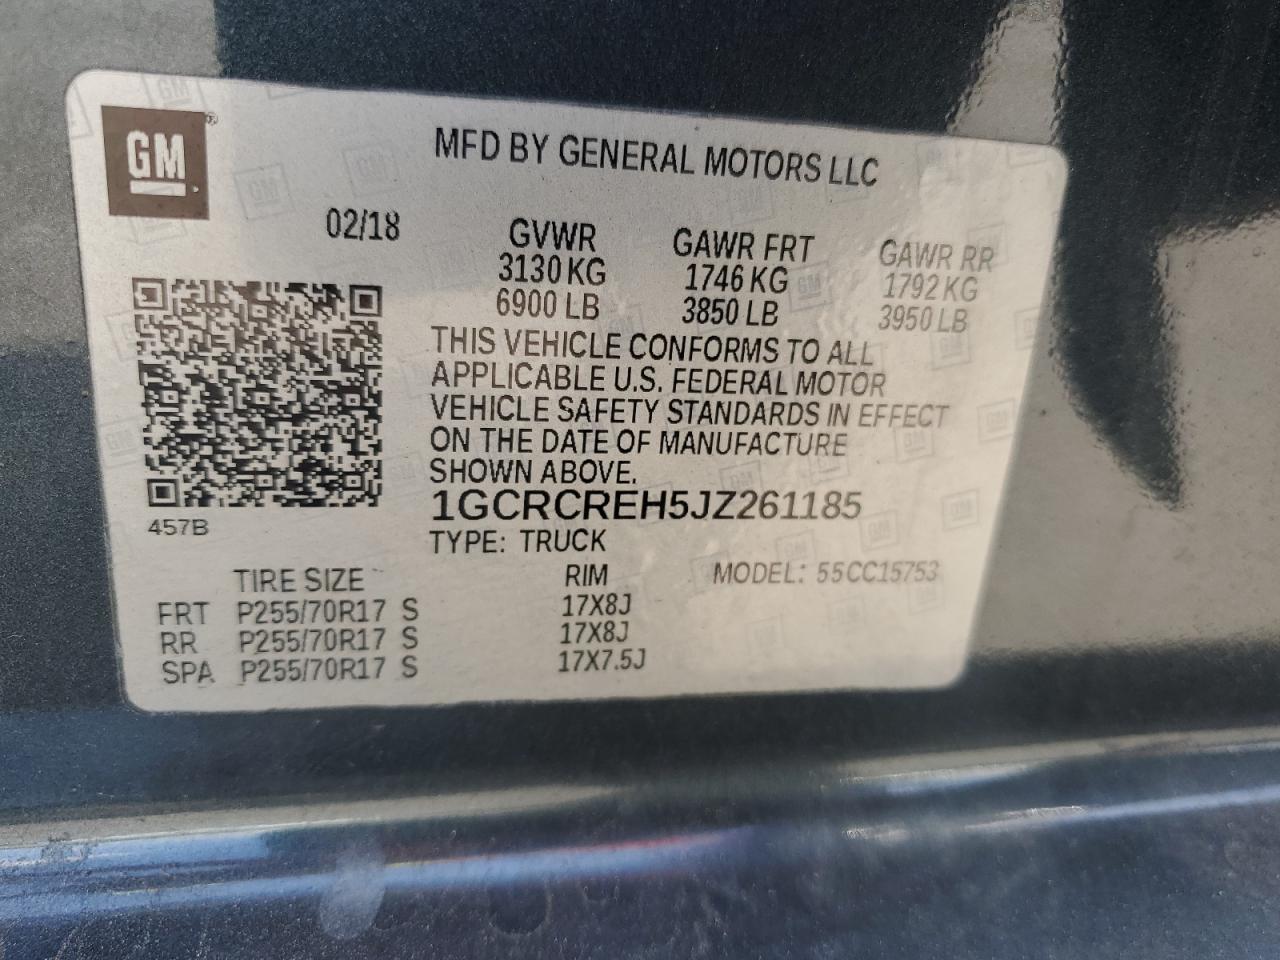 GM
MFD BY GENERAL MOTORS LLC
02/18 GVWR GAWR FRT GAWR RR
3130 KG 1746 KG 1792 KG
6900 LB 3850 LB 3950 LB
THIS VEHICLE CONFORMS TO ALL
APPLICABLE U.S. FEDERAL MOTOR
VEHICLE SAFETY STANDARDS IN EFFECT
ON THE DATE OF MANUFACTURE
SHOWN ABOVE.
1GCRCREH5JZ261185
457B
TYPE: TRUCK
TIRE SIZE RIM MODEL: 55CC15753
FRT P255/70R17 S 17X8J
RR P255/70R17 S 17X8J
SPA P255/70R17 S 17X7.5J